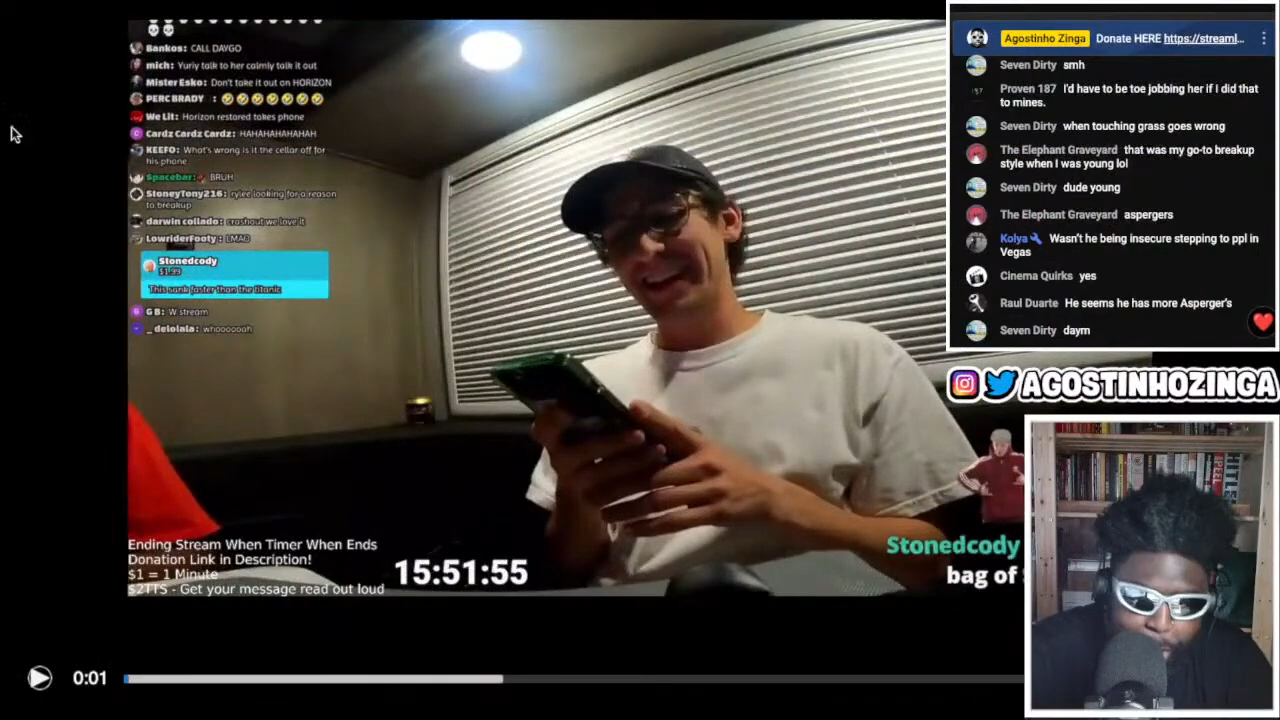 Bankos: CALL DAYGO
mich: Yuriy talk to her calmly talk it out
Mister Esko: Don't take it out on HORIZON
PERC BRADY : 🤣🤣🤣🤣🤣🤣🤣
We Lit: Horizon restored tokes phone
Cardz Cardz Cardz: HAHAHAHAHAH
KEEFO: What's wrong is it the cellar off for
his phone
Spacebar: BRUH
StoneyTony216: rylee looking for a reason
to breakup
darwin collado: crashout we love it
LowriderFooty: LMAO
Stonedcody
$1.99
This sank faster than the titanic
G B: W stream
_ delolala: whoooooah
Ending Stream When Timer When Ends
Donation Link in Description!
$1 = 1 Minute
$2TTS - Get your message read out loud
15:51:55
Stonedcody
bag of
0:01
Agostinho Zinga Donate HERE https://streaml...
Seven Dirty smh
Proven 187 I'd have to be toe jobbing her if I did that
to mines.
Seven Dirty when touching grass goes wrong
The Elephant Graveyard that was my go-to breakup
style when I was young lol
Seven Dirty dude young
The Elephant Graveyard aspergers
Kolya🔧 Wasn't he being insecure stepping to ppl in
Vegas
Cinema Quirks yes
Raul Duarte He seems he has more Asperger's
Seven Dirty daym
AGOSTINHOZINGA